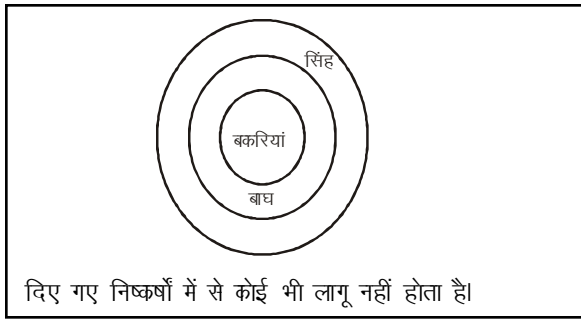 सिंह
बकरियां
बाघ
दिए गए निष्कर्षों में से कोई भी लागू नहीं होता है।